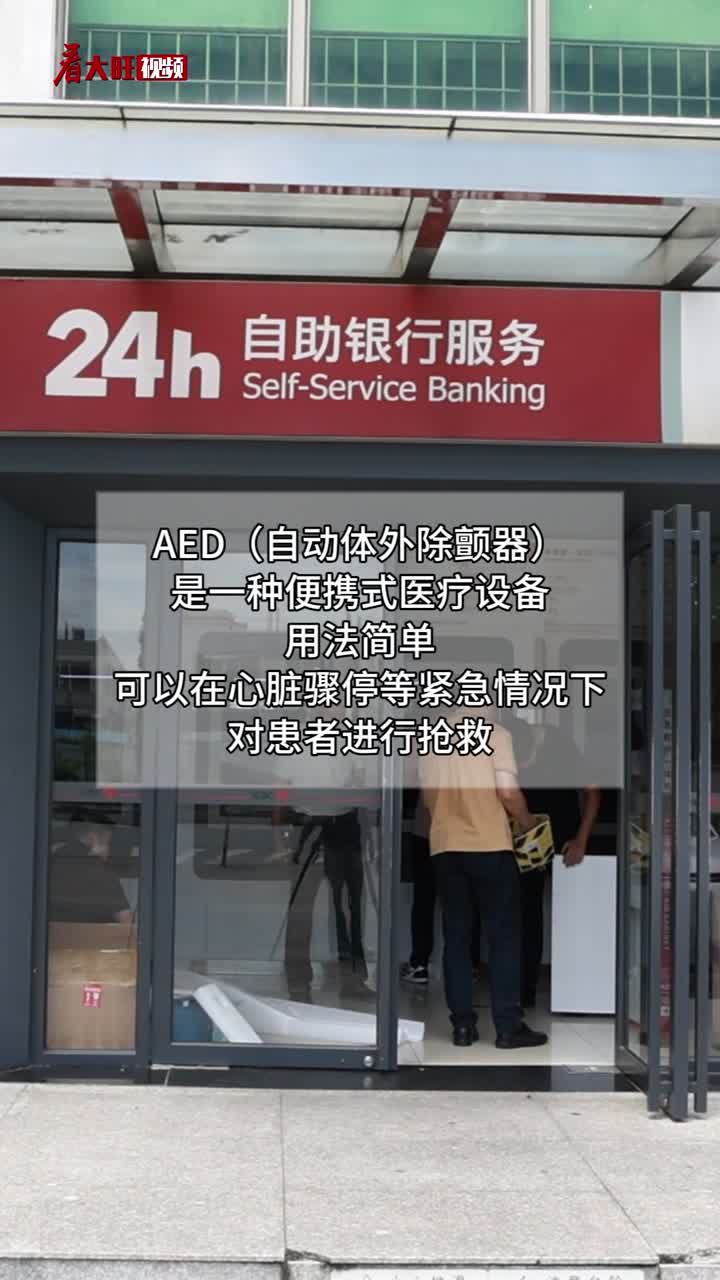 看大旺视频
24h 自助银行服务
Self-Service Banking
AED（自动体外除颤器）
是一种便携式医疗设备
用法简单
可以在心脏骤停等紧急情况下
对患者进行抢救